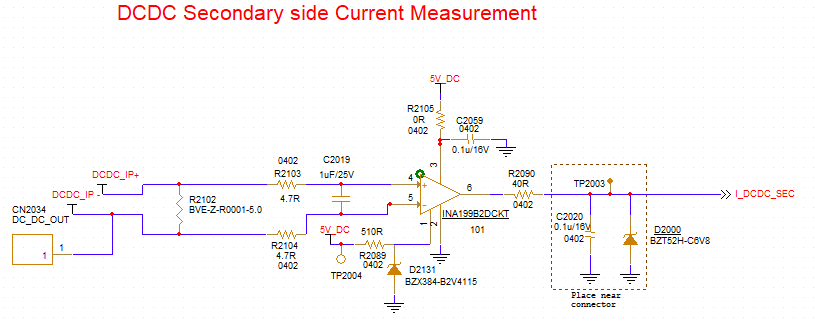 DCDC Secondary side Current Measurement
5V_DC
R2105
0R
0402
C2059
0402
0.1u/16V
3
DCDC_IP+
DCDC_IP -
CN2034
DC_DC_OUT
1
1
R2102
BVE-Z-R0001-5.0
0402
R2103
4.7R
C2019
1uF/25V
4
+
5
-
6
1
2
INA199B2DCKT
101
R2090
40R
0402
TP2003
I_DCDC_SEC
R2104
4.7R
0402
5V_DC
510R
R2089
0402
TP2004
D2131
BZX384-B2V4115
C2020
0.1u/16V
0402
D2000
BZT52H-C6V8
Place near
connector